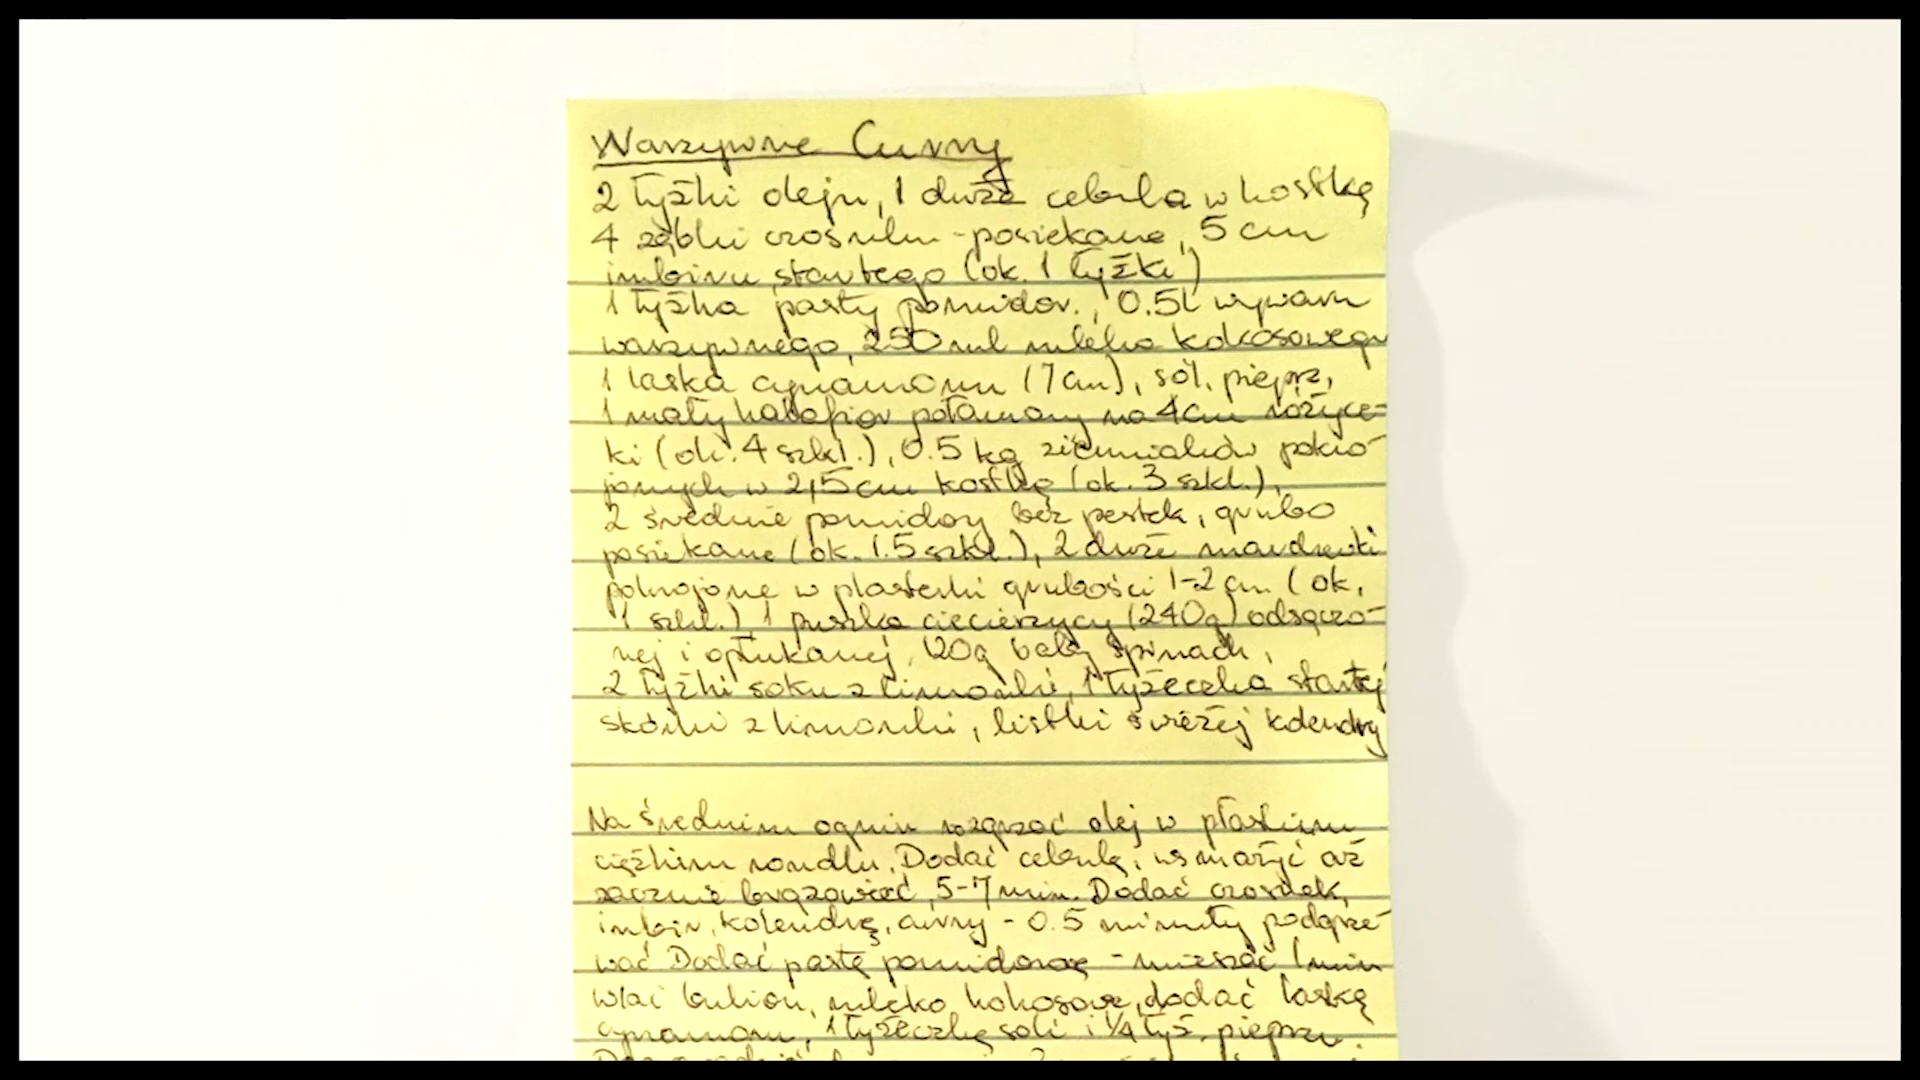 Warzywne Curry
2 łyżki oleju, 1 duża cebula w kostkę
4 ząbki czosnku - posiekane, 5 cm
imbiru startego (ok. 1 łyżki)
1 łyżka pasty pomidor., 0.5L wywaru
warzywnego, 250 ml mleka kokosowego
1 laska cynamonu (7cm), sól, pieprz,
1 mały kalafior połamany na 4cm różycz-
ki (ok. 4 szkl.), 0.5 kg ziemniaków pokro-
jonych w 2,5cm kostkę (ok. 3 szkl.),
2 średnie pomidory bez pestek, grubo
posiekane (ok. 1.5 szkl.), 2 duże marchewki
pokrojone w plasterki grubości 1-2 cm (ok.
1 szkl.), 1 puszka ciecierzycy (240g) odsączo-
nej i opłukanej, 120g baby szpinach,
2 łyżki soku z limonki, 1 łyżeczka startej
skórki z limonki, listki świeżej kolendry
Na średnim ogniu rozgrzać olej w płaskim
ciężkim rondlu. Dodać cebulę, wsmażyć aż
zacznie brązowieć, 5-7 min. Dodać czosnek,
imbir, kolendrę, curry - 0.5 minuty podgrze-
wać Dodać pastę pomidorową - mieszać 1min
wlać bulion, mleko kokosowe, dodać laskę
cynamonu, 1 łyżeczkę soli i 1/4 łyż. pieprzu.